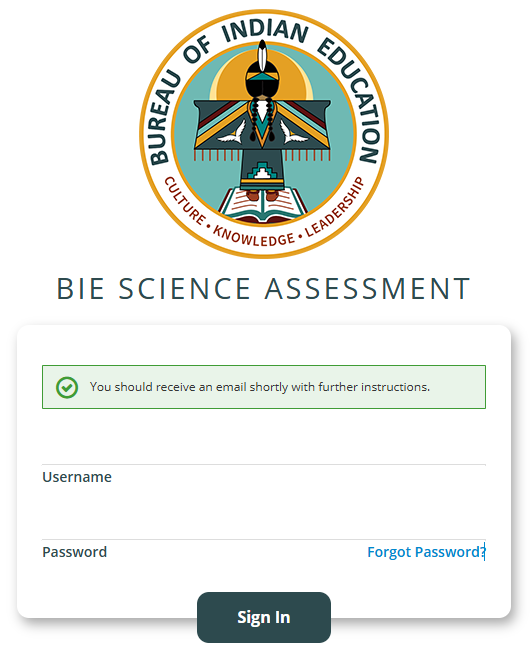 BUREAU OF INDIAN EDUCATION
CULTURE • KNOWLEDGE • LEADERSHIP
BIE SCIENCE ASSESSMENT
You should receive an email shortly with further instructions.
Username
Password Forgot Password?
Sign In